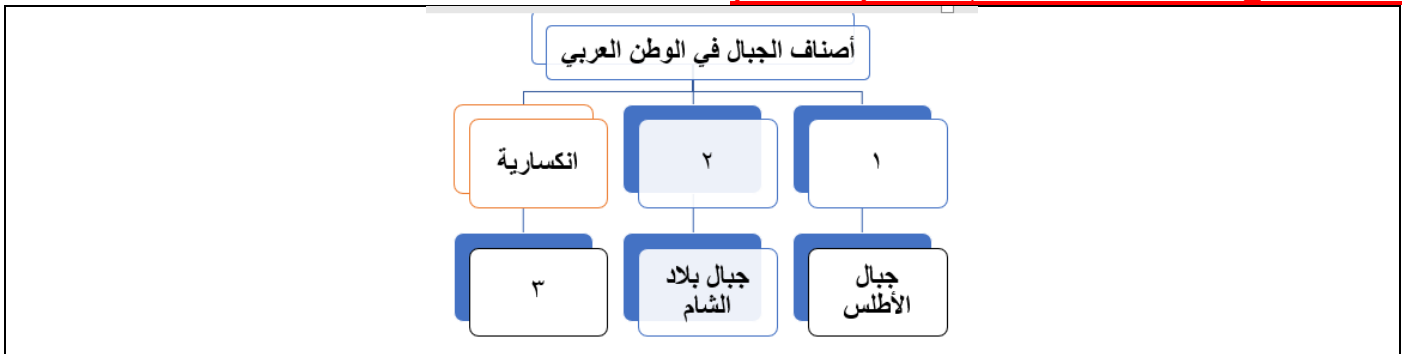 أصناف الجبال في الوطن العربي
١
٢
انكسارية
جبال
الأطلس
جبال بلاد
الشام
٣